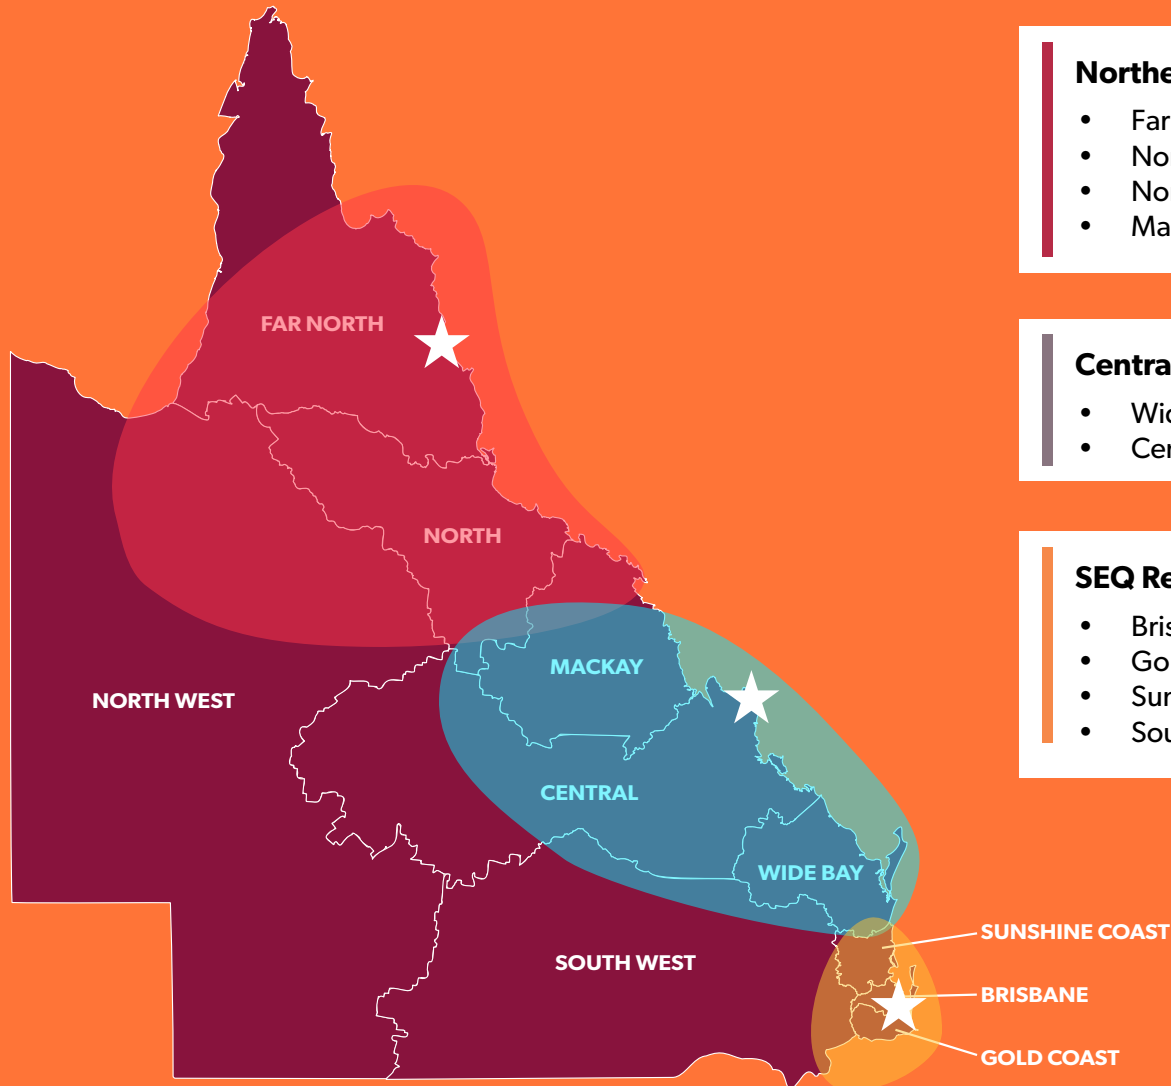 FAR NORTH
NORTH
MACKAY
NORTH WEST
CENTRAL
WIDE BAY
SOUTH WEST
SUNSHINE COAST
BRISBANE
GOLD COAST
Northe
• Far
• No
• No
• Ma
Centra
• Wid
• Cen
SEQ Re
• Bris
• Go
• Sun
• Sou